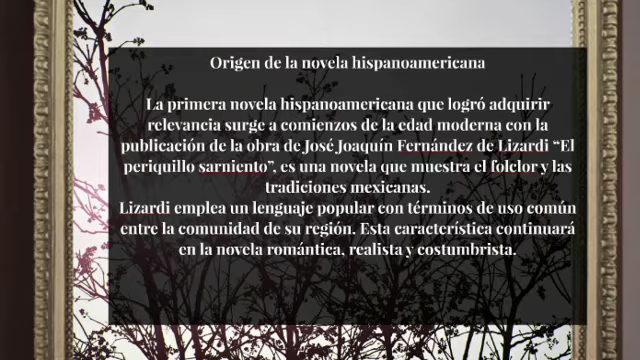 Origen de la novela hispanoamericana
La primera novela hispanoamericana que logró adquirir
relevancia surge a comienzos de la edad moderna con la
publicación de la obra de José Joaquín Fernández de Lizardi “El
periquillo sarniento”, es una novela que muestra el folclor y las
tradiciones mexicanas.
Lizardi emplea un lenguaje popular con términos de uso común
entre la comunidad de su región. Esta característica continuará
en la novela romántica, realista y costumbrista.